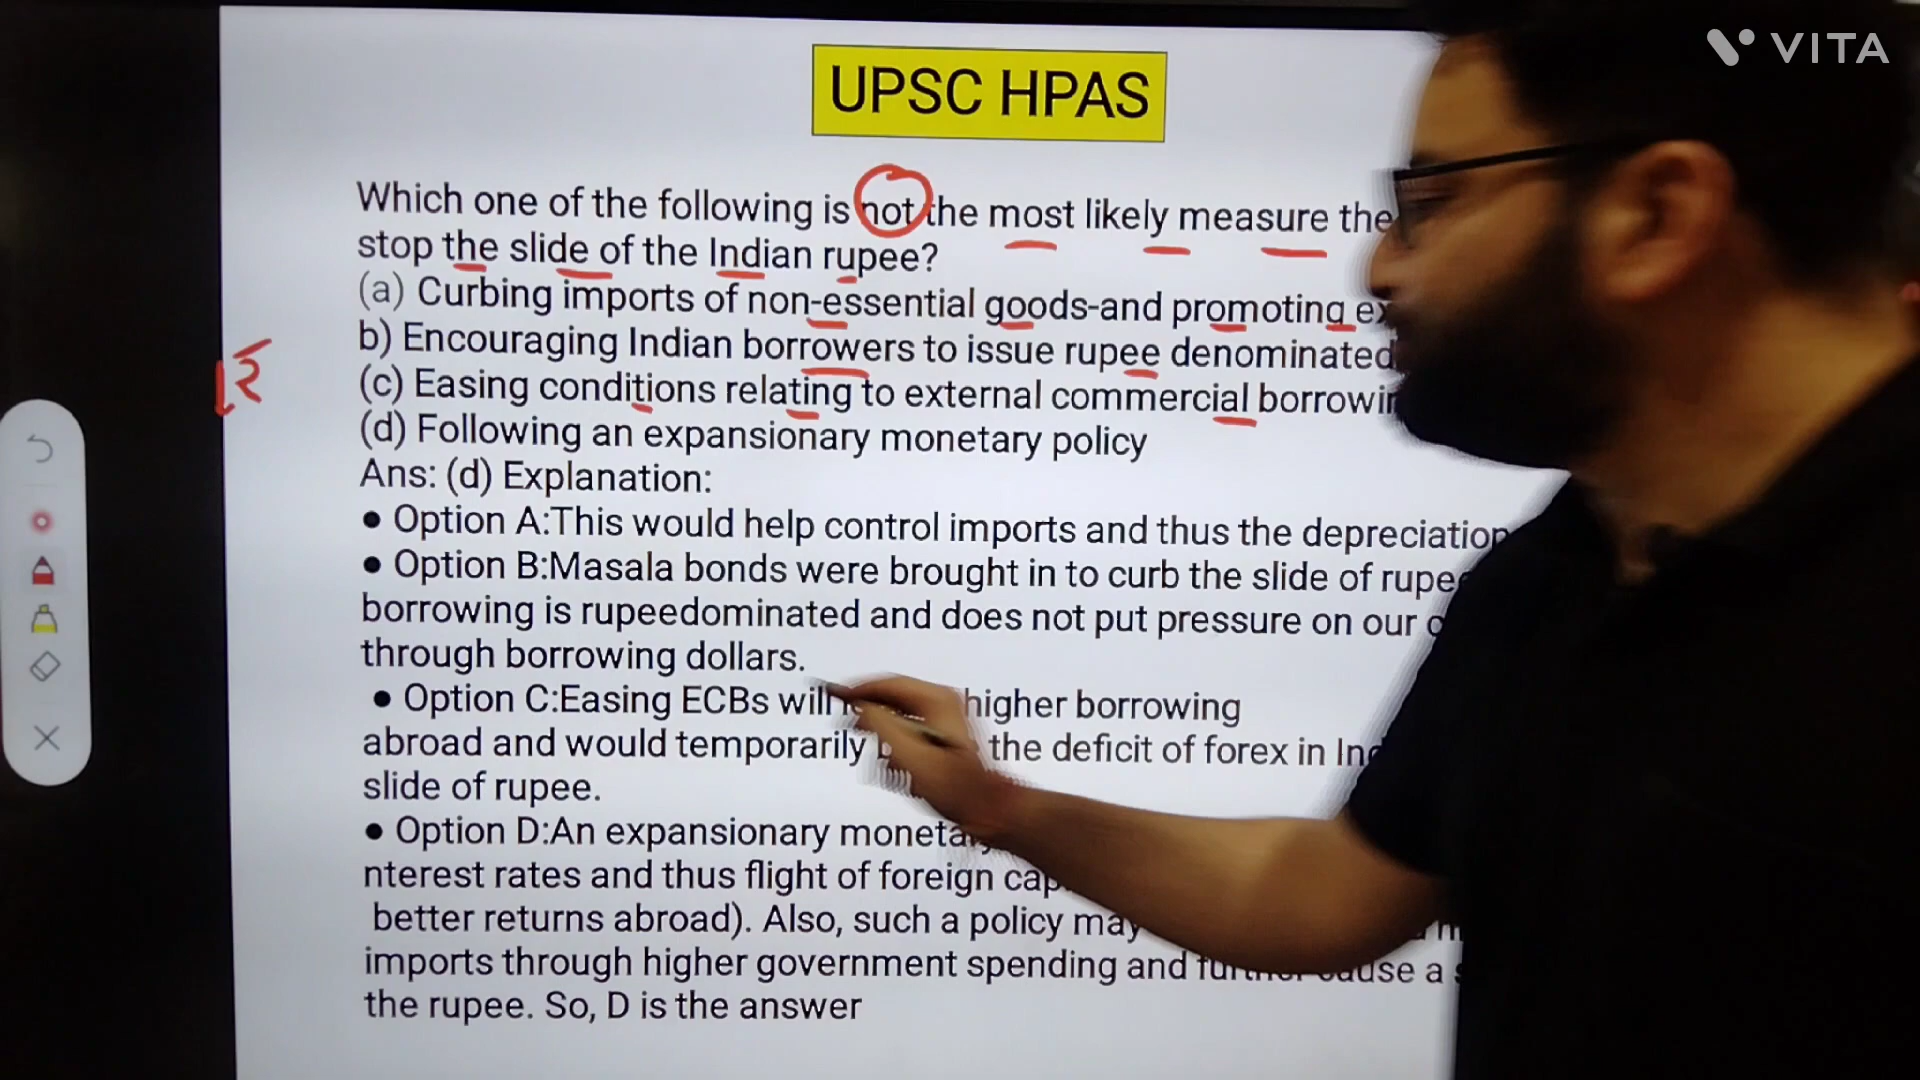 VITA
UPSC HPAS
Which one of the following is not the most likely measure the
stop the slide of the Indian rupee?
(a) Curbing imports of non-essential goods-and promoting
b) Encouraging Indian borrowers to issue rupee denominated
(c) Easing conditions relating to external commercial
(d) Following an expansionary monetary policy
Ans: (d) Explanation:
● Option A:This would help control imports and thus the depreciation
● Option B:Masala bonds were brought in to curb the slide of
borrowing is rupeedominated and does not put pressure on our
through borrowing dollars.
● Option C:Easing ECBs will higher borrowing
abroad and would temporarily the deficit of forex in
slide of rupee.
● Option D:An expansionary
nterest rates and thus flight of foreign
better returns abroad). Also, such a policy may
imports through higher government spending and cause a
the rupee. So, D is the answer